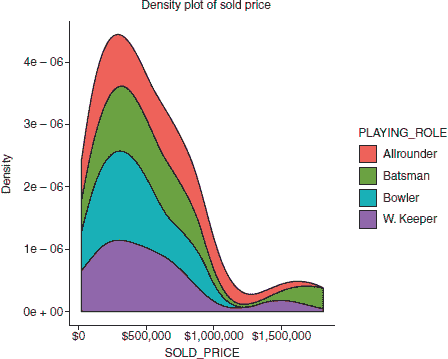 Density plot of sold price
4e – 06
3e – 06
2e – 06
1e – 06
0e + 00
Density
$0
$500,000
$1,000,000
$1,500,000
SOLD_PRICE
PLAYING_ROLE
Allrounder
Batsman
Bowler
W. Keeper